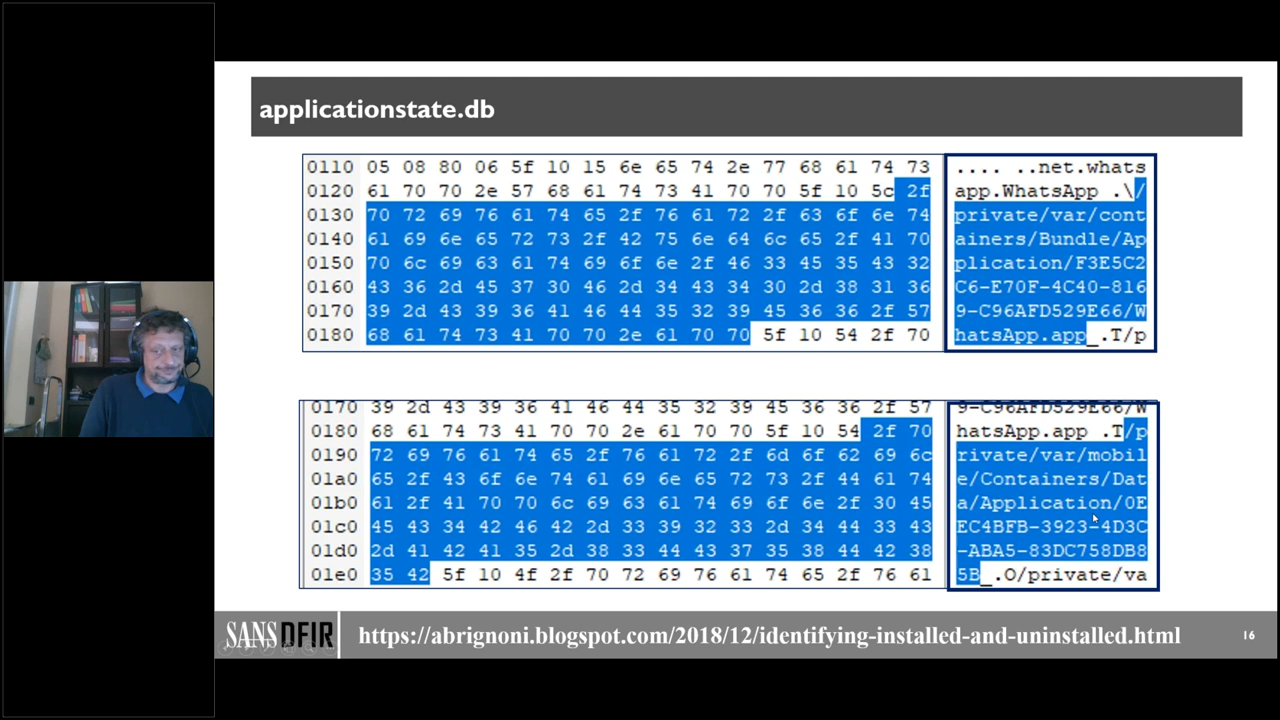 applicationstate.db
0110 05 08 80 06 5f 10 15 6e 65 74 2e 77 68 61 74 73 .... ..net.whats
0120 61 70 70 2e 57 68 61 74 73 41 70 70 5f 10 5c 2f app.WhatsApp .\/
0130 70 72 69 76 61 74 65 2f 76 61 72 2f 63 6f 6e 74 private/var/cont
0140 61 69 6e 65 72 73 2f 42 75 6e 64 6c 65 2f 41 70 ainers/Bundle/Ap
0150 70 6c 69 63 61 74 69 6f 6e 2f 46 33 45 35 43 32 plication/F3E5C2
0160 43 36 2d 45 37 30 46 2d 34 43 34 30 2d 38 31 36 C6-E70F-4C40-816
0170 39 2d 43 39 36 41 46 44 35 32 39 45 36 36 2f 57 9-C96AFD529E66/W
0180 68 61 74 73 41 70 70 2e 61 70 70 5f 10 54 2f 70 hatsApp.app_.T/p
0170 39 2d 43 39 36 41 46 44 35 32 39 45 36 36 2f 57 9-C96AFD529E66/W
0180 68 61 74 73 41 70 70 2e 61 70 70 5f 10 54 2f 70 hatsApp.app .T/p
0190 72 69 76 61 74 65 2f 76 61 72 2f 6d 6f 62 69 6c rivate/var/mobil
01a0 65 2f 43 6f 6e 74 61 69 6e 65 72 73 2f 44 61 74 e/Containers/Dat
01b0 61 2f 41 70 70 6c 69 63 61 74 69 6f 6e 2f 30 45 a/Application/0E
01c0 45 43 34 42 46 42 2d 33 39 32 33 2d 34 44 33 43 EC4BFB-3923-4D3C
01d0 2d 41 42 41 35 2d 38 33 44 43 37 35 38 44 42 38 -ABA5-83DC758DB8
01e0 35 42 5f 10 4f 2f 70 72 69 76 61 74 65 2f 76 61 5B_.O/private/va
SANS DFIR https://abrignoni.blogspot.com/2018/12/identifying-installed-and-uninstalled.html 16